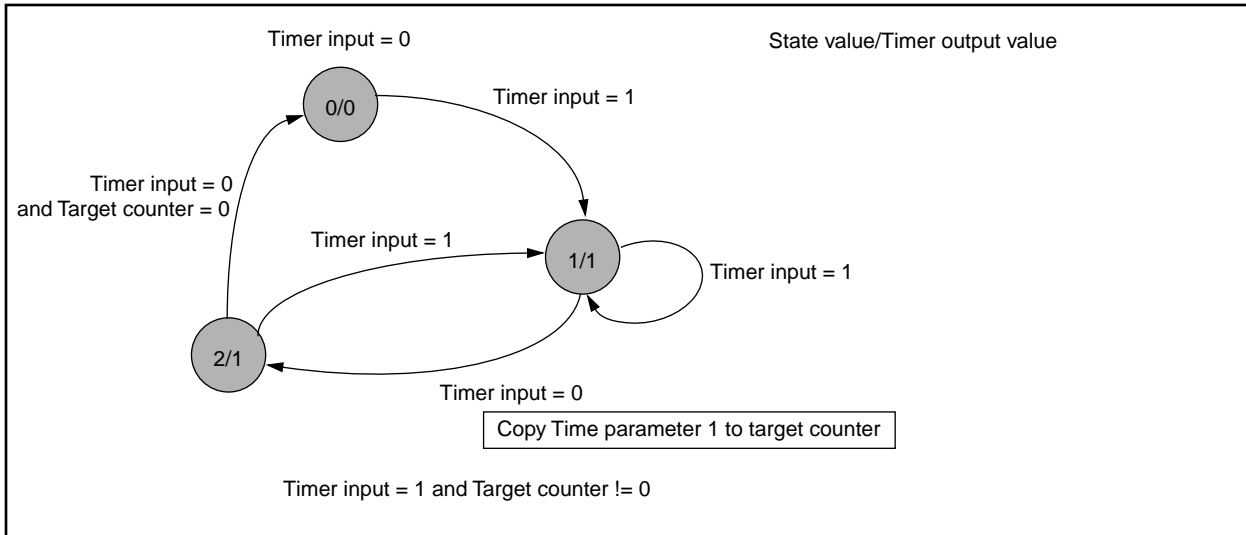 Timer input = 0
State value/Timer output value
0/0
Timer input = 1
Timer input = 0
and Target counter = 0
Timer input = 1
1/1
Timer input = 1
2/1
Timer input = 0
Copy Time parameter 1 to target counter
Timer input = 1 and Target counter != 0